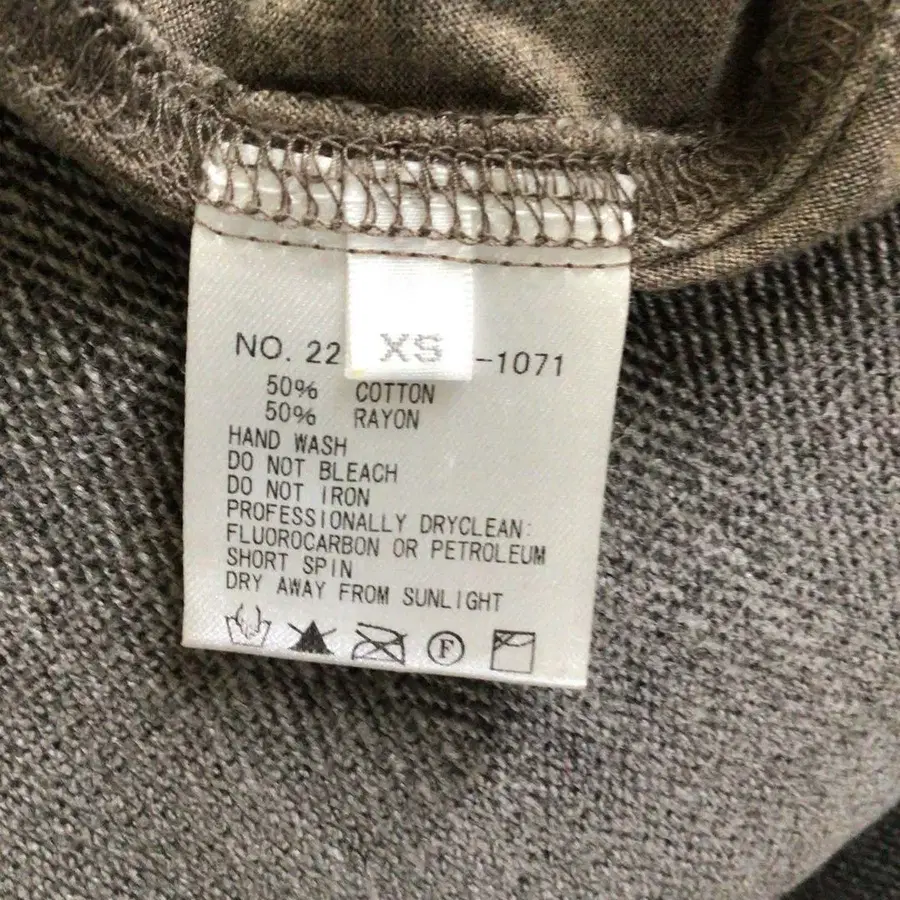 NO. 22 XS -1071
50% COTTON
50% RAYON
HAND WASH
DO NOT BLEACH
DO NOT IRON
PROFESSIONALLY DRYCLEAN:
FLUOROCARBON OR PETROLEUM
SHORT SPIN
DRY AWAY FROM SUNLIGHT
F